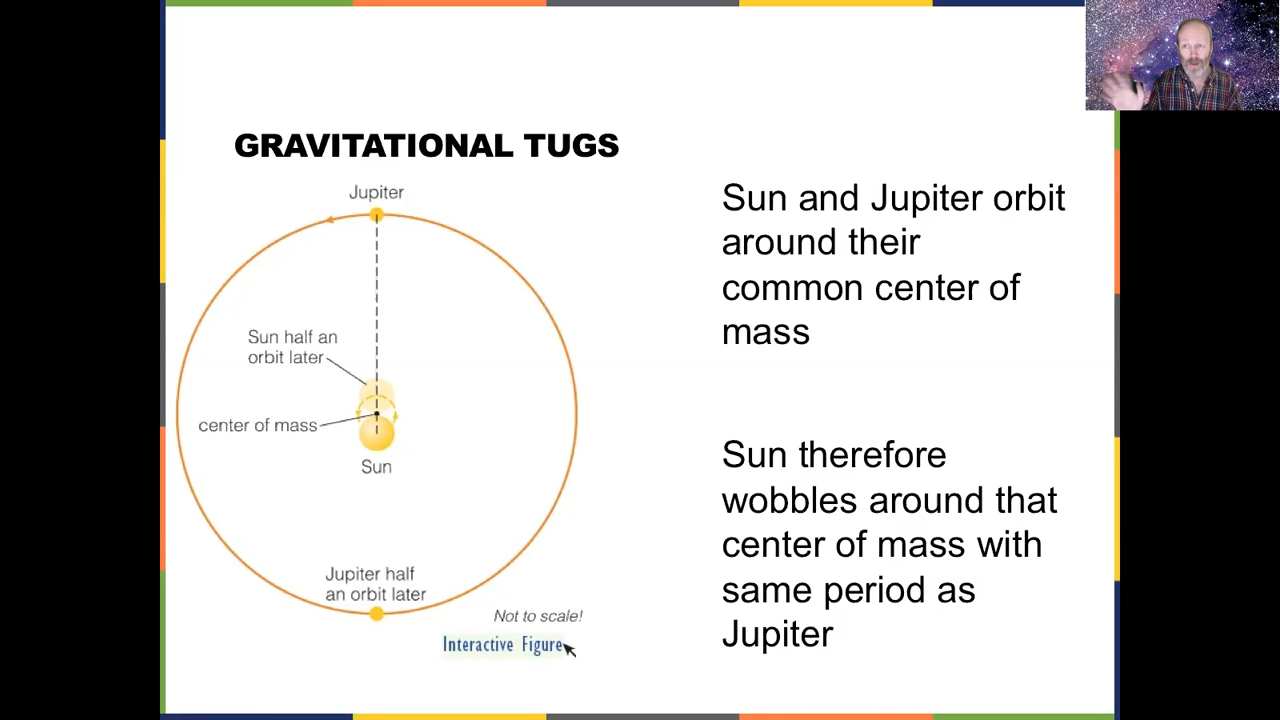 GRAVITATIONAL TUGS
Jupiter
Sun half an
orbit later
center of mass
Sun
Jupiter half
an orbit later
Not to scale!
Interactive Figure
Sun and Jupiter orbit
around their
common center of
mass
Sun therefore
wobbles around that
center of mass with
same period as
Jupiter